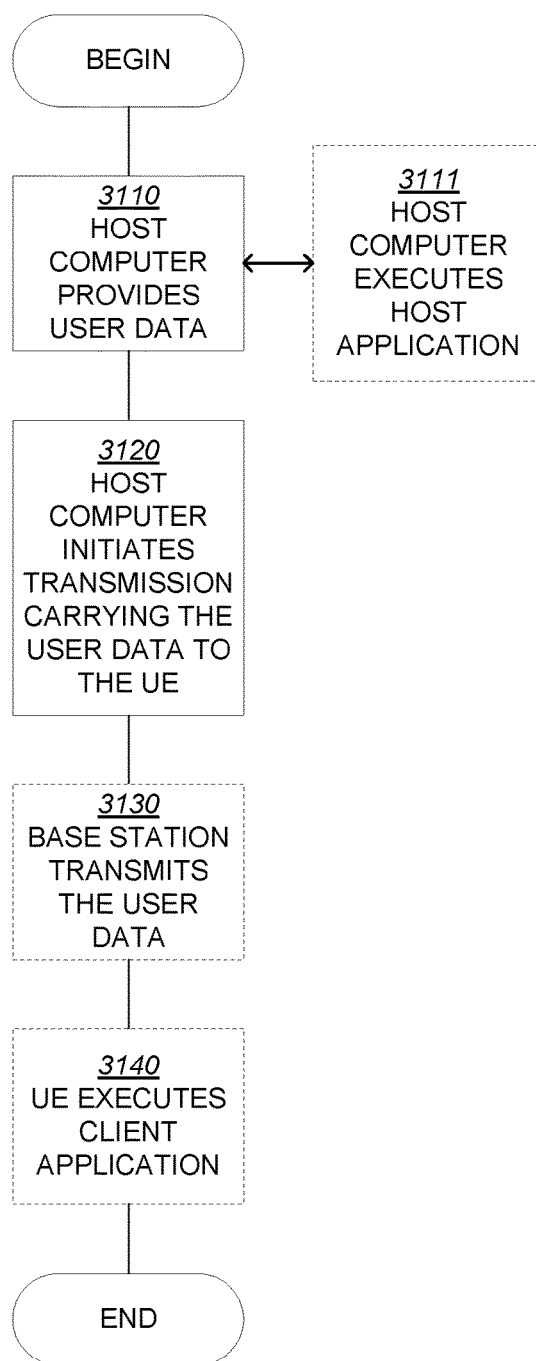 BEGIN
3110
HOST
COMPUTER
PROVIDES
USER DATA
3111
HOST
COMPUTER
EXECUTES
HOST
APPLICATION
3120
HOST
COMPUTER
INITIATES
TRANSMISSION
CARRYING THE
USER DATA TO
THE UE
3130
BASE STATION
TRANSMITS
THE USER
DATA
3140
UE EXECUTES
CLIENT
APPLICATION
END